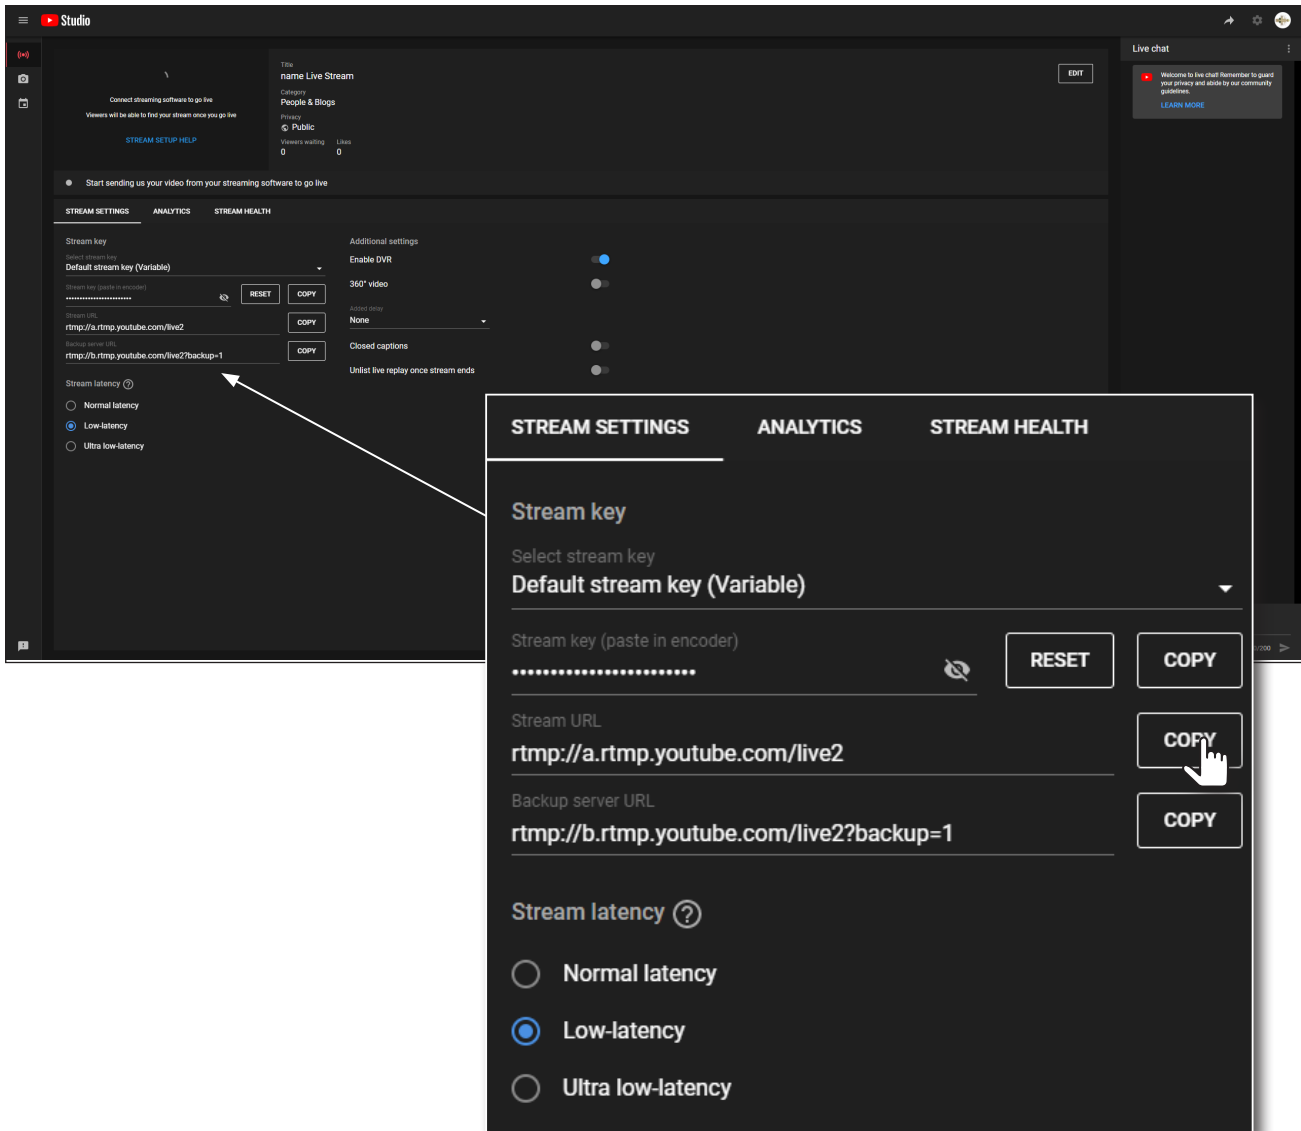 Studio
Connect streaming software to go live
Viewers will be able to find your stream once you go live
STREAM SETUP HELP
Title
name Live Stream
Category
People & Blogs
Privacy
Public
Viewers waiting Likes
0 0
EDIT
Live chat
Welcome to live chat! Remember to guard
your privacy and abide by our community
guidelines.
LEARN MORE
Start sending us your video from your streaming software to go live
STREAM SETTINGS ANALYTICS STREAM HEALTH
Stream key
Select stream key
Default stream key (Variable)
Stream key (paste in encoder)
••••••••••••••••••••••••
RESET COPY
Stream URL
rtmp://a.rtmp.youtube.com/live2
COPY
Backup server URL
rtmp://b.rtmp.youtube.com/live2?backup=1
COPY
Stream latency ?
Normal latency
Low-latency
Ultra low-latency
Additional settings
Enable DVR
360° video
Added delay
None
Closed captions
Unlist live replay once stream ends
/200
STREAM SETTINGS ANALYTICS STREAM HEALTH
Stream key
Select stream key
Default stream key (Variable)
Stream key (paste in encoder)
••••••••••••••••••••••••
RESET COPY
Stream URL
rtmp://a.rtmp.youtube.com/live2
COPY
Backup server URL
rtmp://b.rtmp.youtube.com/live2?backup=1
COPY
Stream latency ?
Normal latency
Low-latency
Ultra low-latency